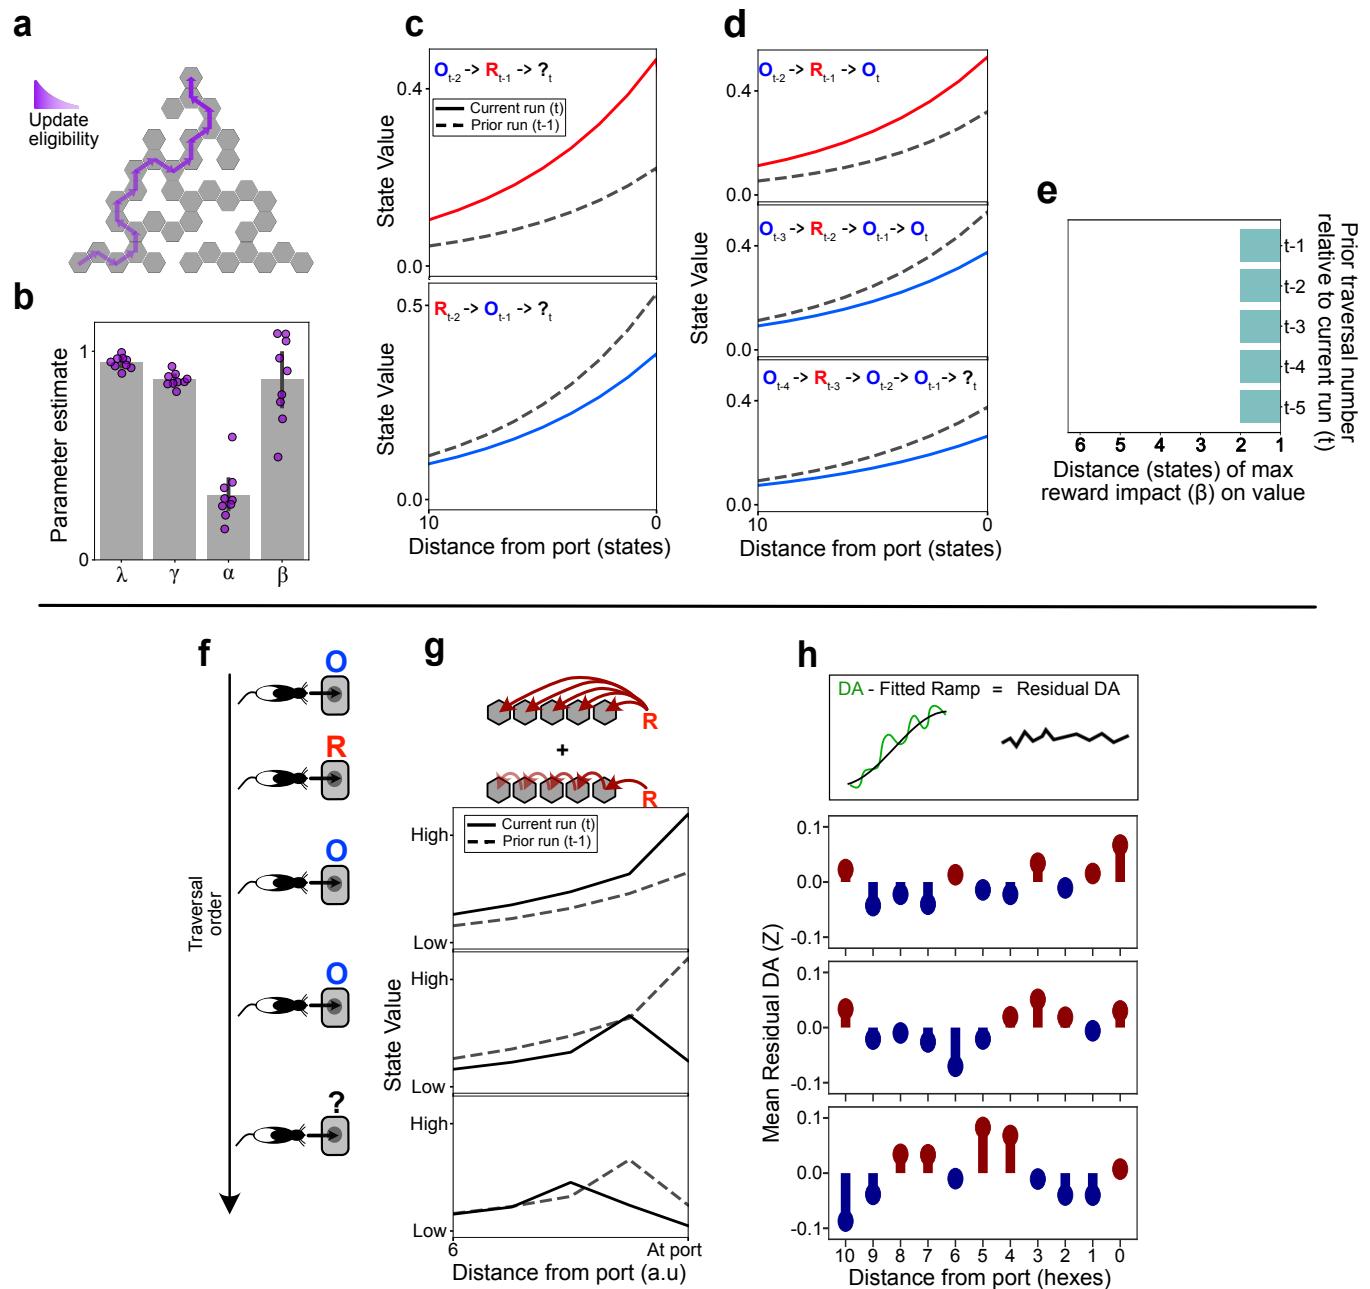 a
Update
eligibility
b
Parameter estimate
1
0
λ
γ
α
β
c
O t-2 -> R t-1 -> ? t
Current run (t)
Prior run (t-1)
0.4
0.0
State Value
R t-2 -> O t-1 -> ? t
0.5
0.0
State Value
10
0
Distance from port (states)
d
O t-2 -> R t-1 -> O t
0.4
0.0
O t-3 -> R t-2 -> O t-1 -> O t
0.4
0.0
State Value
O t-4 -> R t-3 -> O t-2 -> O t-1 -> ? t
0.4
0.0
10
0
Distance from port (states)
e
t-1
t-2
t-3
t-4
t-5
Prior traversal number
relative to current run (t)
6 5 4 3 2 1
Distance (states) of max
reward impact (β) on value
f
O
R
O
O
?
Traversal
order
g
R
+
R
Current run (t)
Prior run (t-1)
High
Low
High
Low
High
Low
State Value
6
At port
Distance from port (a.u)
h
DA - Fitted Ramp = Residual DA
0.1
0.0
-0.1
0.1
0.0
-0.1
0.1
0.0
-0.1
Mean Residual DA (Z)
10 9 8 7 6 5 4 3 2 1 0
Distance from port (hexes)